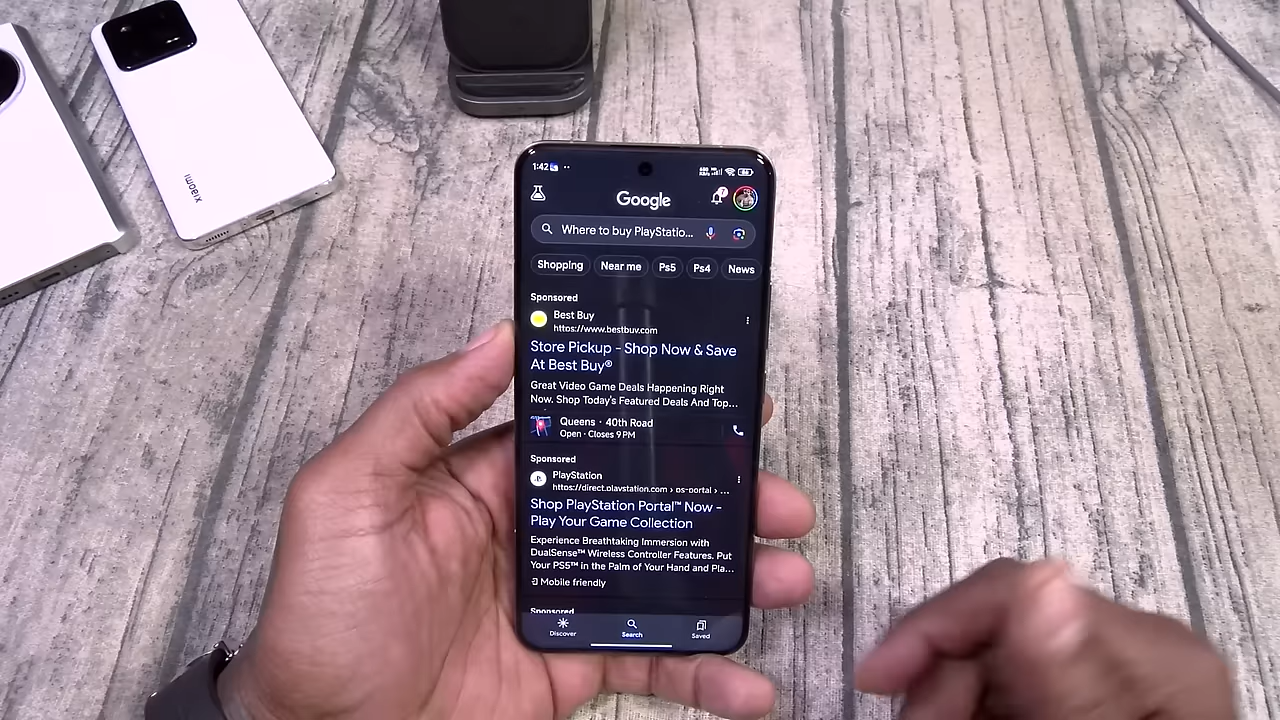 xiaomi
1:42
Google
7
Where to buy PlayStatio...
Shopping
Near me
Ps5
Ps4
News
Sponsored
Best Buy
https://www.bestbuy.com
Store Pickup - Shop Now & Save
At Best Buy®
Great Video Game Deals Happening Right
Now. Shop Today's Featured Deals And Top...
Queens · 40th Road
Open · Closes 9 PM
Sponsored
PlayStation
https://direct.playstation.com › ps-portal › ...
Shop PlayStation Portal™ Now -
Play Your Game Collection
Experience Breathtaking Immersion with
DualSense™ Wireless Controller Features. Put
Your PS5™ in the Palm of Your Hand and Pla...
Mobile friendly
Sponsored
Discover
Search
Saved